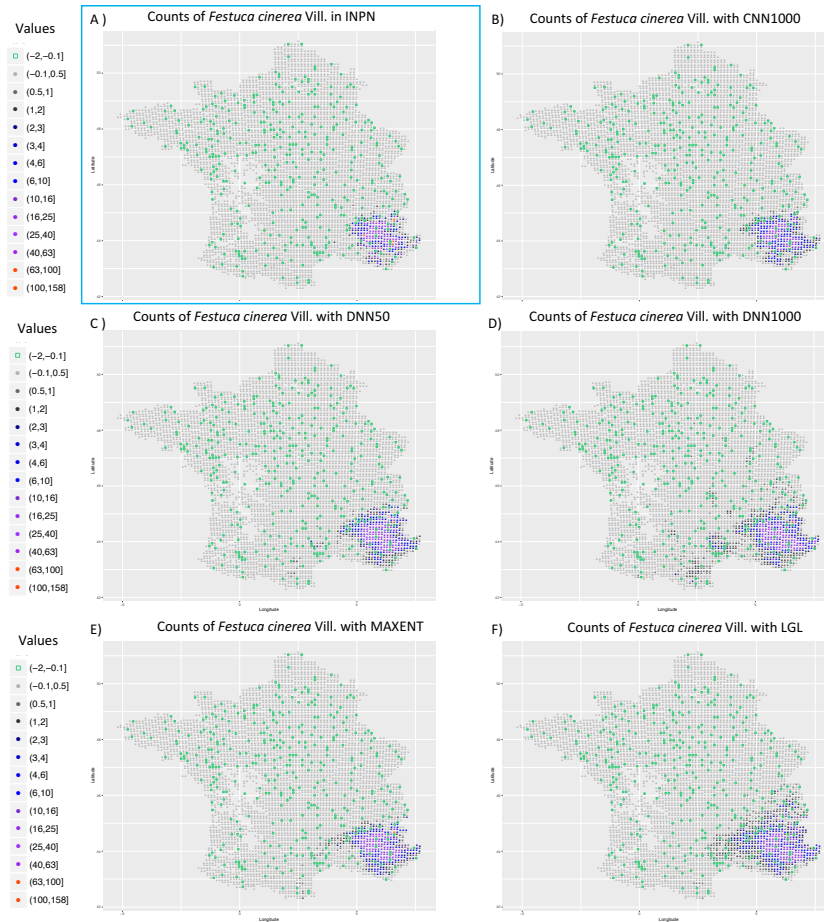 A ) Counts of Festuca cinerea Vill. in INPN
B) Counts of Festuca cinerea Vill. with CNN1000
Values
(−2,−0.1]
(−0.1,0.5]
(0.5,1]
(1,2]
(2,3]
(3,4]
(4,6]
(6,10]
(10,16]
(16,25]
(25,40]
(40,63]
(63,100]
(100,158]
Latitude
Latitude
C ) Counts of Festuca cinerea Vill. with DNN50
D) Counts of Festuca cinerea Vill. with DNN1000
Values
(−2,−0.1]
(−0.1,0.5]
(0.5,1]
(1,2]
(2,3]
(3,4]
(4,6]
(6,10]
(10,16]
(16,25]
(25,40]
(40,63]
(63,100]
(100,158]
Latitude
Latitude
Longitude
Longitude
E) Counts of Festuca cinerea Vill. with MAXENT
F) Counts of Festuca cinerea Vill. with LGL
Values
(−2,−0.1]
(−0.1,0.5]
(0.5,1]
(1,2]
(2,3]
(3,4]
(4,6]
(6,10]
(10,16]
(16,25]
(25,40]
(40,63]
(63,100]
(100,158]
Latitude
Latitude
Longitude
Longitude